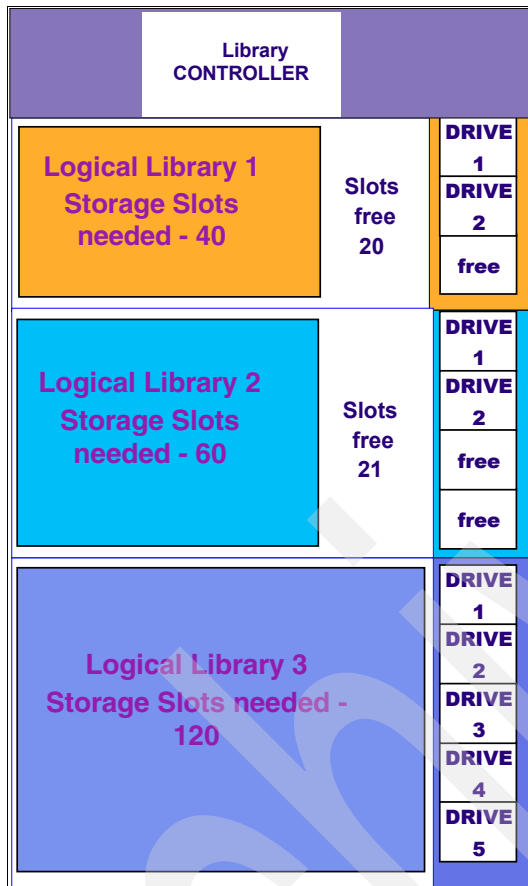 Library
CONTROLLER
Logical Library 1
Storage Slots
needed - 40
Slots
free
20
DRIVE
1
DRIVE
2
free
Logical Library 2
Storage Slots
needed - 60
Slots
free
21
DRIVE
1
DRIVE
2
free
free
Logical Library 3
Storage Slots needed -
120
DRIVE
1
DRIVE
2
DRIVE
3
DRIVE
4
DRIVE
5